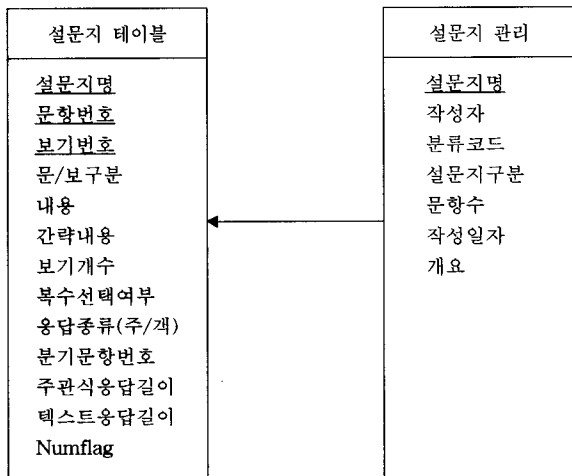 설문지 테이블
설문지명
문항번호
보기번호
문/보구분
내용
간략내용
보기개수
복수선택여부
응답종류(주/객)
분기문항번호
주관식응답길이
텍스트응답길이
Numflag
설문지 관리
설문지명
작성자
분류코드
설문지구분
문항수
작성일자
개요